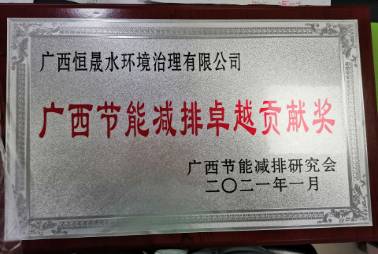 广西恒晟水环境治理有限公司
广西节能减排卓越贡献奖
广西节能减排研究会
二〇二一年一月